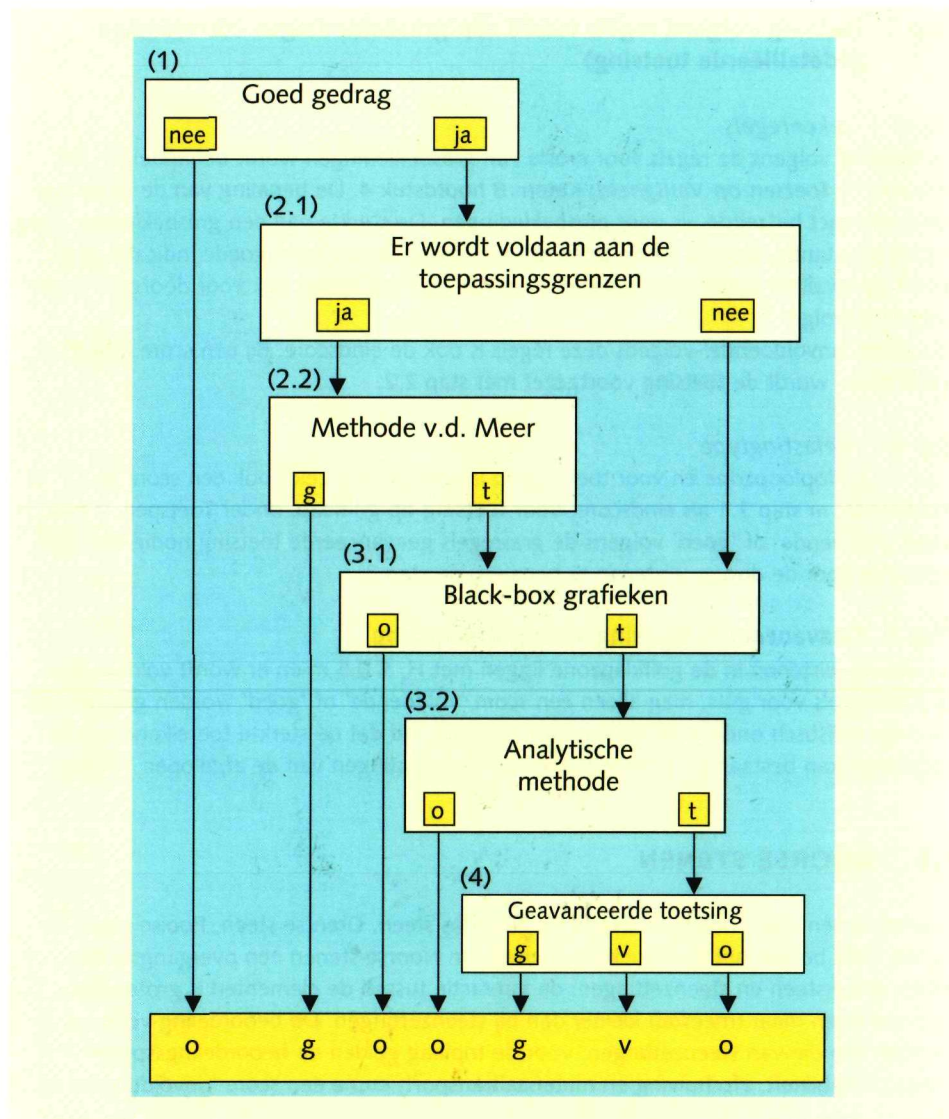 (1)
Goed gedrag
nee ja
(2.1)
Er wordt voldaan aan de
toepassingsgrenzen
ja nee
(2.2)
Methode v.d. Meer
g t
(3.1)
Black-box grafieken
o t
(3.2)
Analytische
methode
o t
(4)
Geavanceerde toetsing
g v o
o g o o g v o